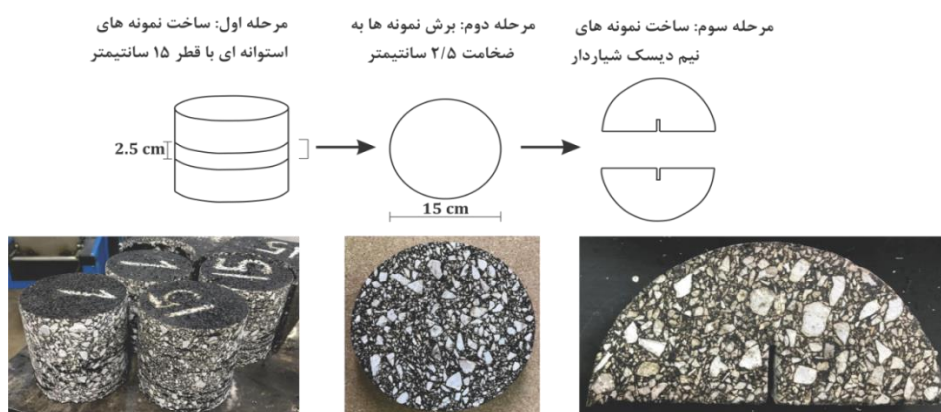 مرحله اول: ساخت نمونه های
استوانه ای با قطر ۱۵ سانتیمتر
مرحله دوم: برش نمونه ها به
ضخامت ۲/۵ سانتیمتر
مرحله سوم: ساخت نمونه های
نیم دیسک شیاردار
2.5 cm
15 cm